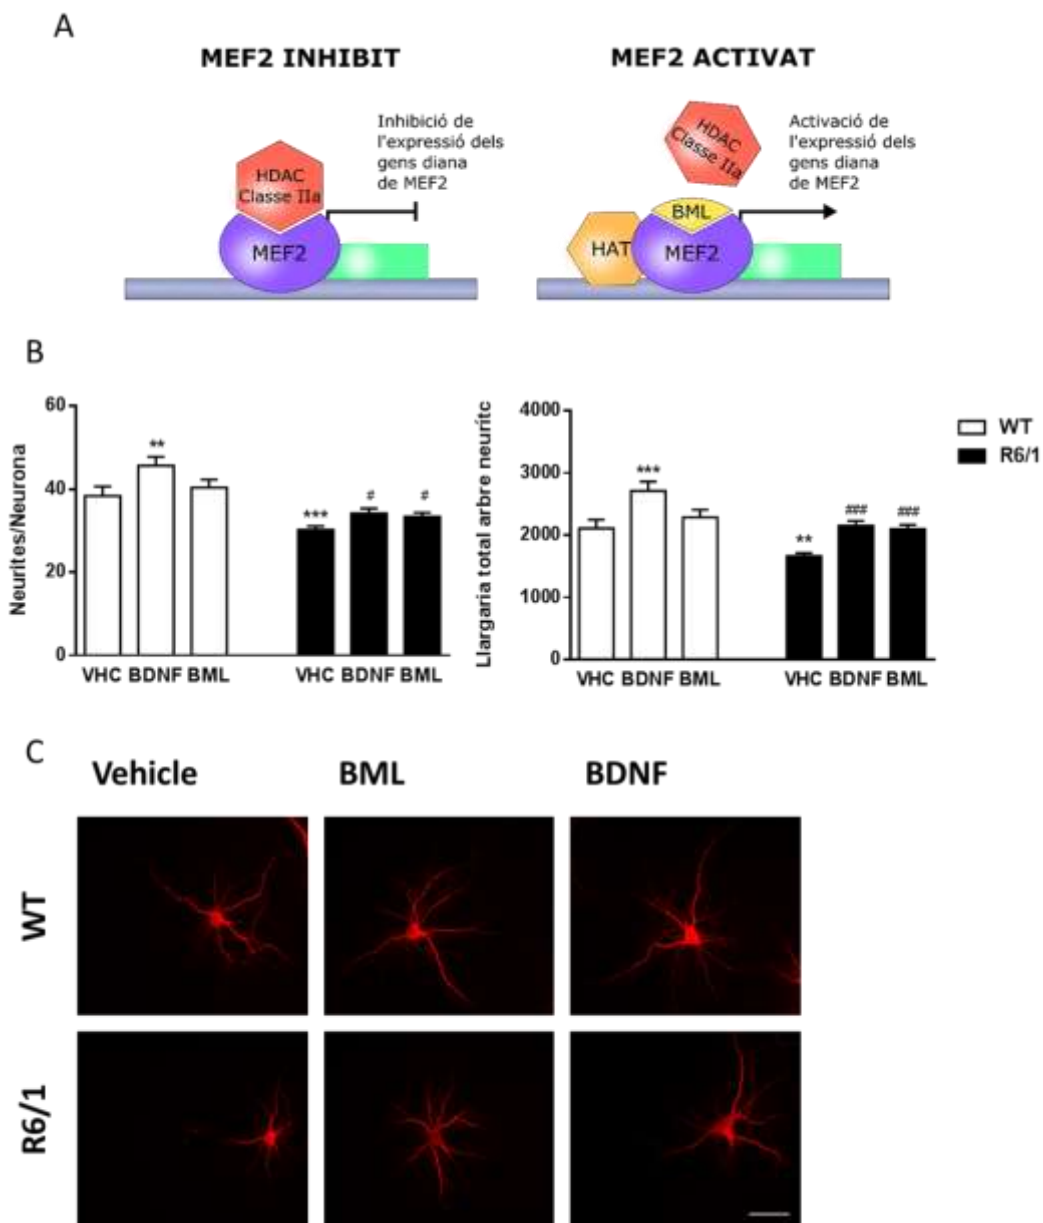 A
MEF2 INHIBIT
MEF2 ACTIVAT
Inhibició de
l'expressió dels
gens diana
de MEF2
HDAC
Classe IIa
MEF2
Activació de
l'expressió dels
gens diana
de MEF2
HDAC
Classe IIa
BML
HAT
MEF2
B
Neurites/Neurona
60
40
20
0
**
***
#
#
VHC BDNF BML
VHC BDNF BML
Llargaria total arbre neurític
4000
3000
2000
1000
0
***
**
###
###
VHC BDNF BML
VHC BDNF BML
WT
R6/1
C
Vehicle
BML
BDNF
WT
R6/1